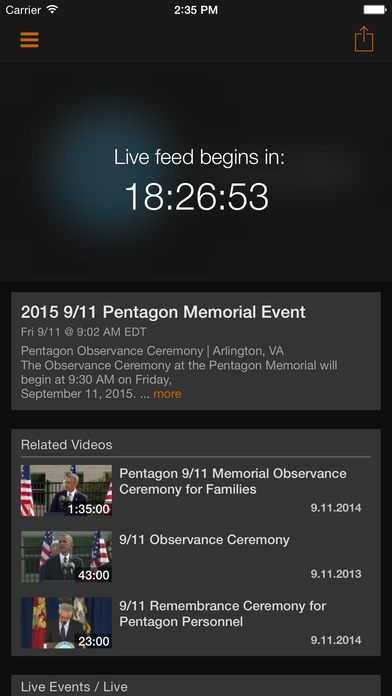 Carrier 2:35 PM
Live feed begins in:
18:26:53
2015 9/11 Pentagon Memorial Event
Fri 9/11 @ 9:02 AM EDT
Pentagon Observance Ceremony | Arlington, VA
The Observance Ceremony at the Pentagon Memorial will
begin at 9:30 AM on Friday,
September 11, 2015. ... more
Related Videos
1:35:00
Pentagon 9/11 Memorial Observance
Ceremony for Families
9.11.2014
43:00
9/11 Observance Ceremony
9.11.2013
23:00
9/11 Remembrance Ceremony for
Pentagon Personnel
9.11.2014
Live Events / Live